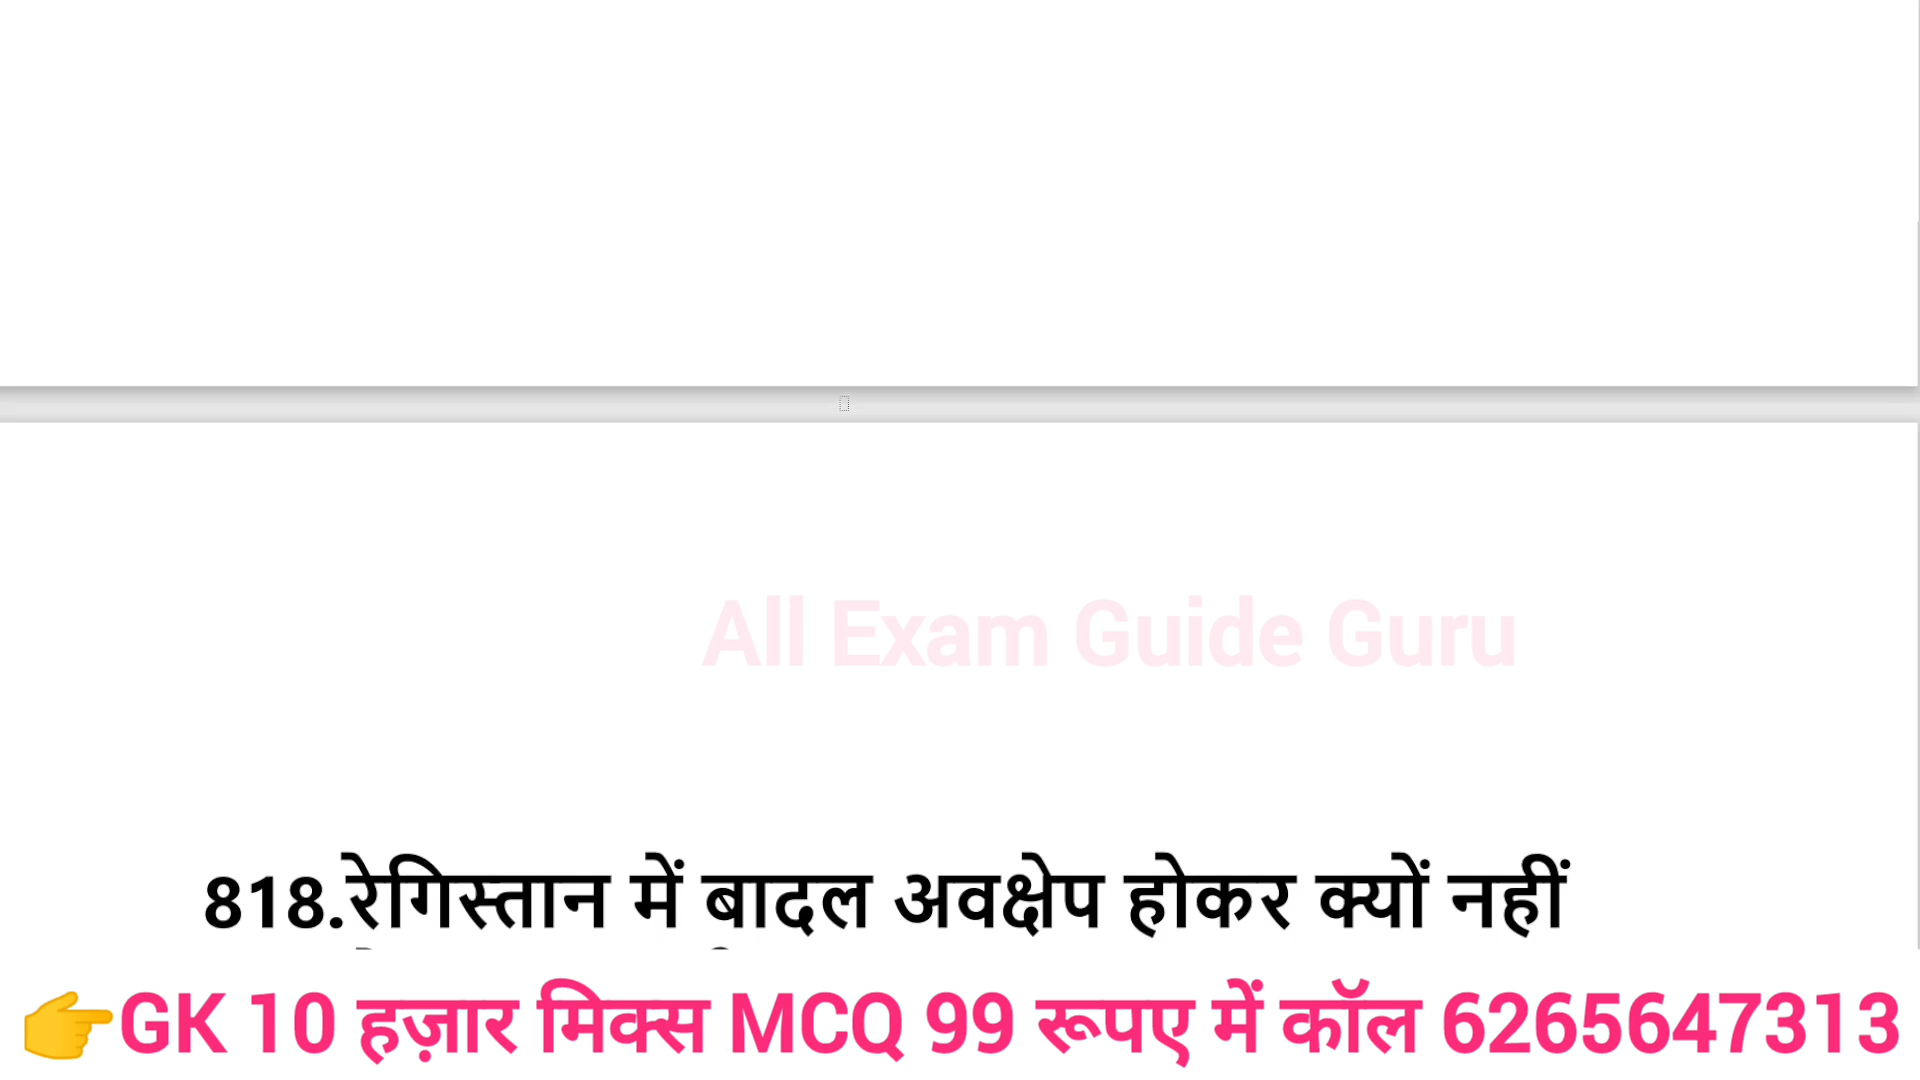 All Exam Guide Guru
818.रेगिस्तान में बादल अवक्षेप होकर क्यों नहीं
👉GK 10 हज़ार मिक्स MCQ 99 रूपए में कॉल 6265647313